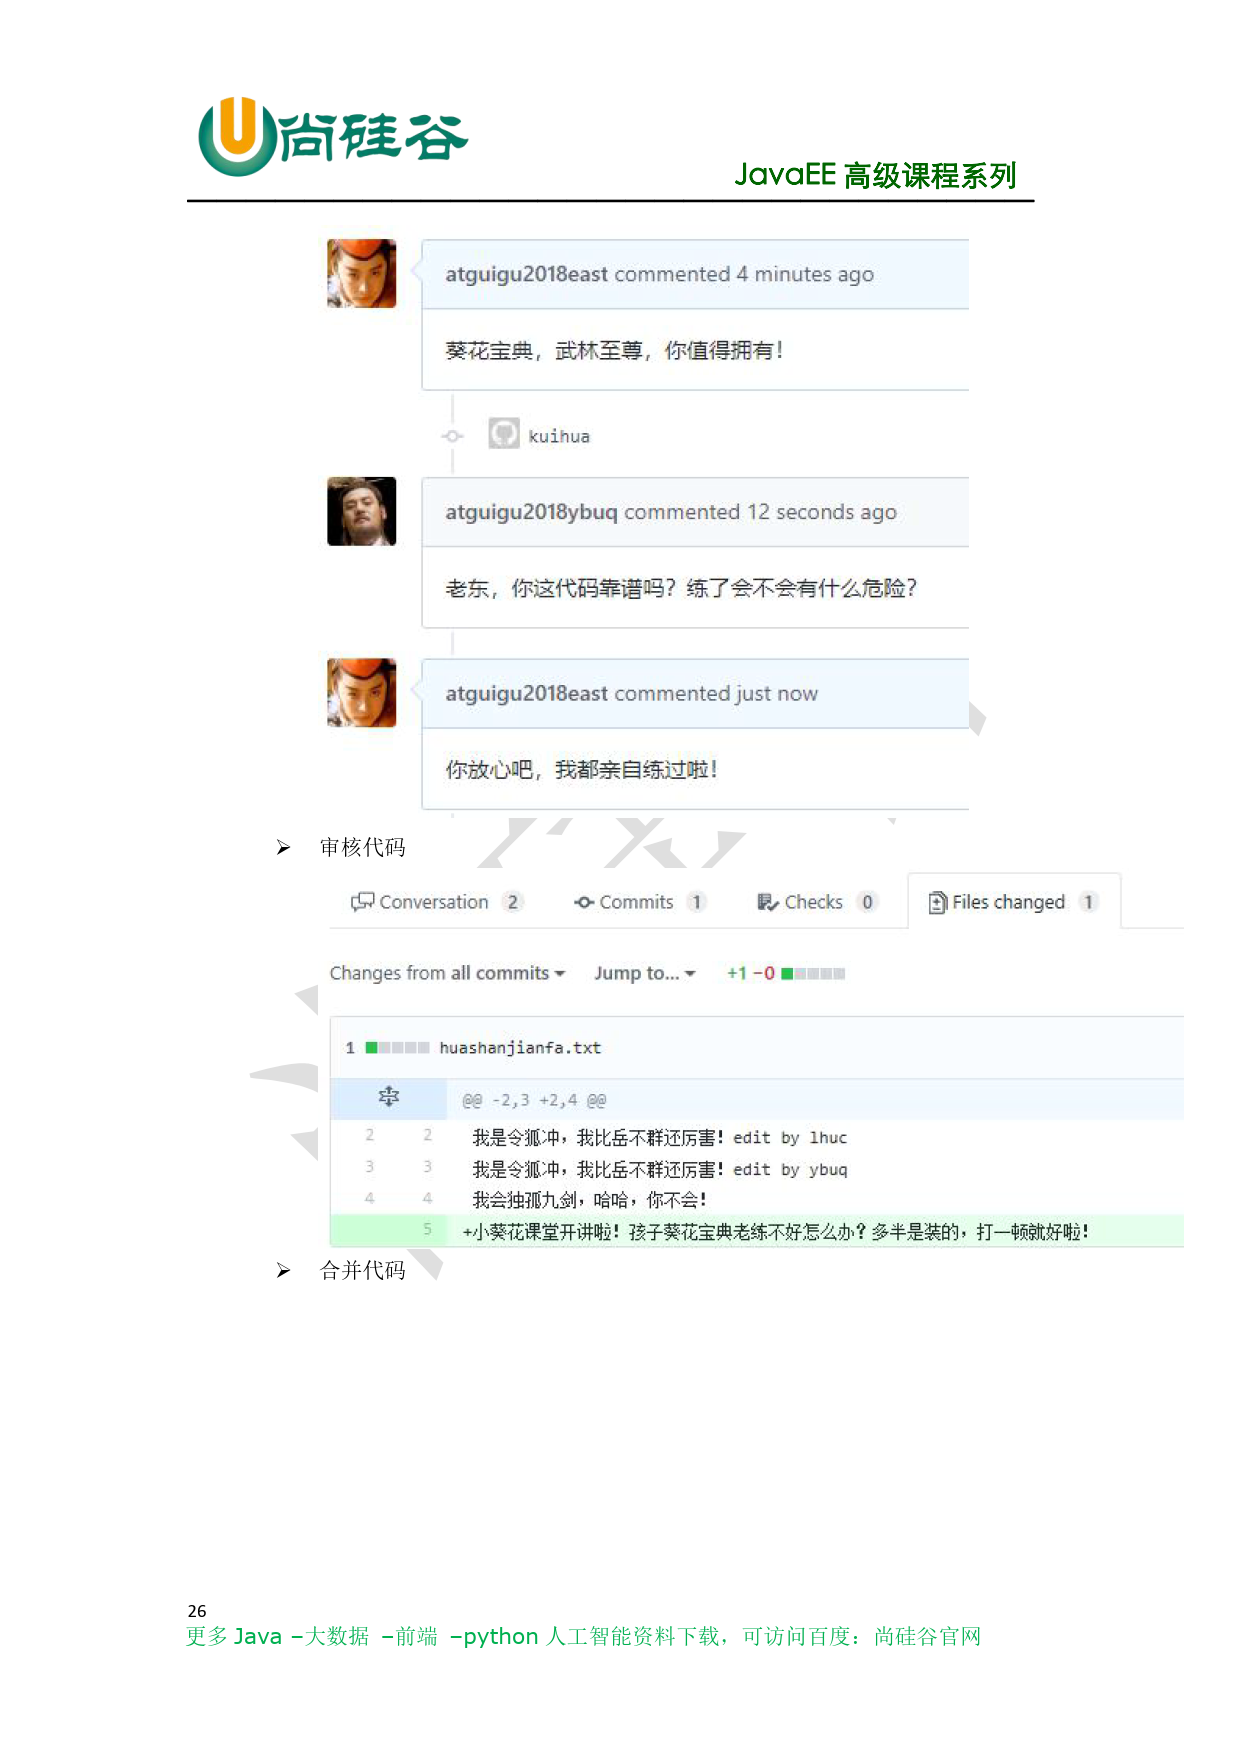 尚硅谷
JavaEE 高级课程系列
atguigu2018east commented 4 minutes ago
葵花宝典，武林至尊，你值得拥有！
kuihua
atguigu2018ybuq commented 12 seconds ago
老东，你这代码靠谱吗？练了会不会有什么危险？
atguigu2018east commented just now
你放心吧，我都亲自练过啦！
➢ 审核代码
Conversation 2 Commits 1 Checks 0 Files changed 1
Changes from all commits Jump to... +1 −0
1 huashanjianfa.txt
@@ -2,3 +2,4 @@
2 2 我是令狐冲，我比岳不群还厉害！edit by lhuc
3 3 我是令狐冲，我比岳不群还厉害！edit by ybuq
4 4 我会独孤九剑，哈哈，你不会！
5 +小葵花课堂开讲啦！孩子葵花宝典老练不好怎么办？多半是装的，打一顿就好啦！
➢ 合并代码
26
更多 Java –大数据 –前端 –python 人工智能资料下载，可访问百度：尚硅谷官网